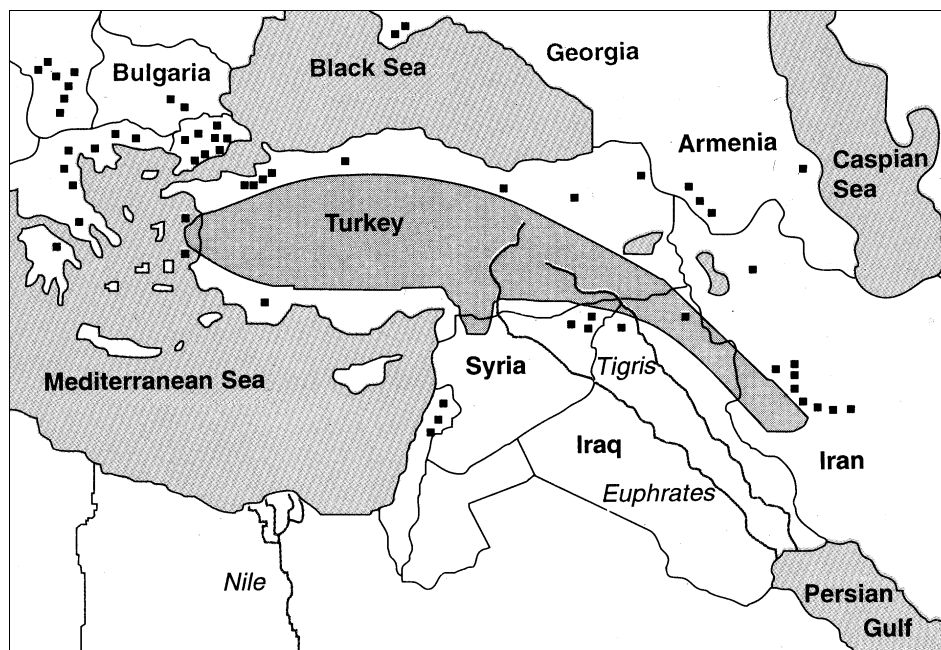 Georgia
Black Sea
Bulgaria
Armenia
Caspian
Sea
Turkey
Syria
Tigris
Mediterranean Sea
Iraq
Iran
Euphrates
Nile
Persian
Gulf